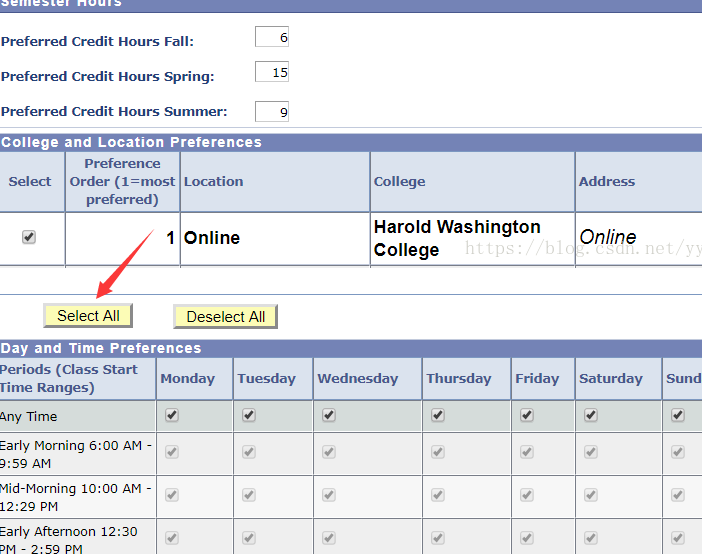 Semester Hours
Preferred Credit Hours Fall: 6
Preferred Credit Hours Spring: 15
Preferred Credit Hours Summer: 9
College and Location Preferences
Select
Preference
Order (1=most
preferred)
Location
College
Address
1
Online
Harold Washington
College
Online
https://blog.csdn.net/yy
Select All
Deselect All
Day and Time Preferences
Periods (Class Start
Time Ranges)
Monday
Tuesday
Wednesday
Thursday
Friday
Saturday
Sund
Any Time
Early Morning 6:00 AM -
9:59 AM
Mid-Morning 10:00 AM -
12:29 PM
Early Afternoon 12:30
PM - 2:59 PM